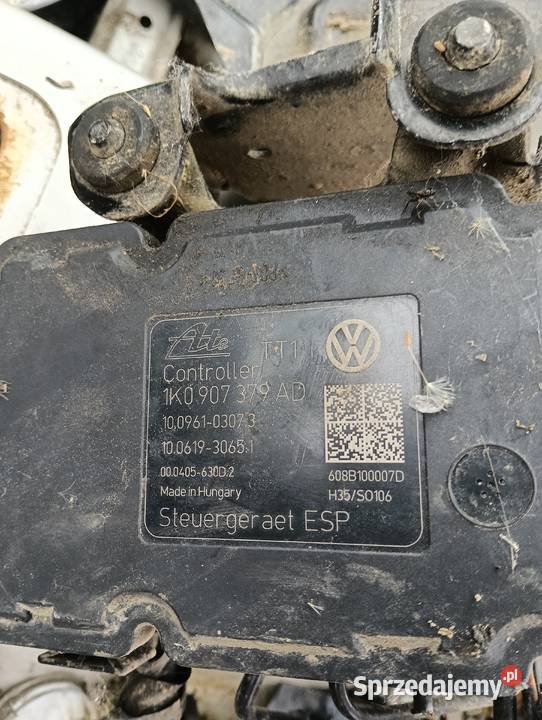 Ate TT1
Controller
1K0 907 379 AD
10.0961-0307.3
10.0619-3065.1
00.0405-630D.2
608B100007D
Made in Hungary
H35/SO106
Steuergeraet ESP
Sprzedajemy.pl